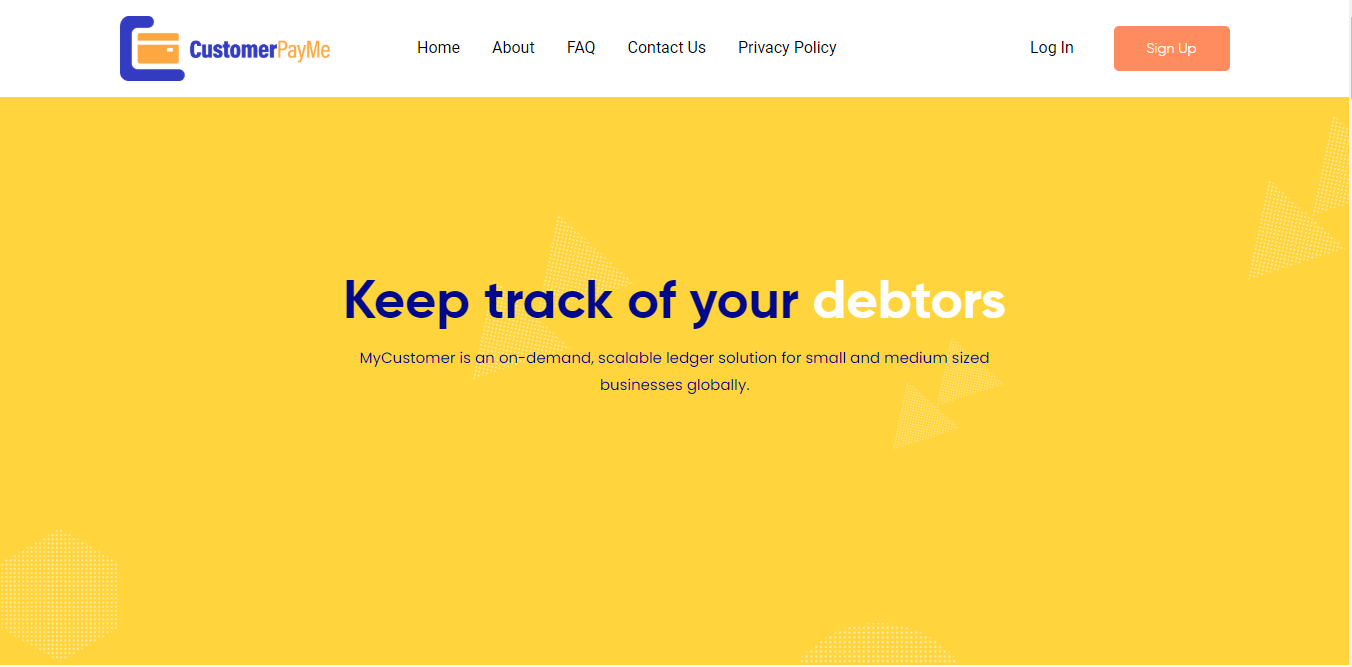 CustomerPayMe
Home About FAQ Contact Us Privacy Policy Log In Sign Up
Keep track of your debtors
MyCustomer is an on-demand, scalable ledger solution for small and medium sized
businesses globally.